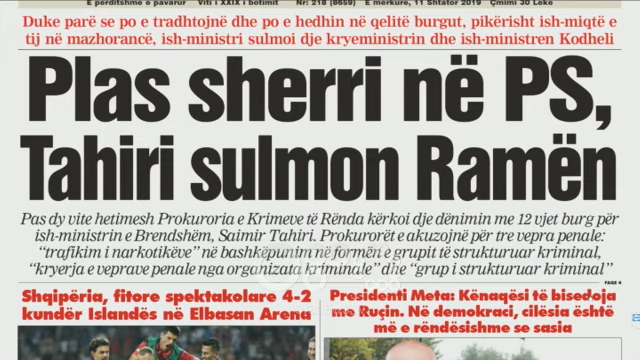 E përditshme e pavarur Viti i XXIX i botimit Nr: 218 (8659) E mërkurë, 11 Shtator 2019 Çmimi 30 Lekë
Duke parë se po e tradhtojnë dhe po e hedhin në qelitë burgut, pikërisht ish-miqtë e
tij në mazhorancë, ish-ministri sulmoi dje kryeministrin dhe ish-ministren Kodheli
Plas sherri në PS,
Tahiri sulmon Ramën
Pas dy vite hetimesh Prokuroria e Krimeve të Rënda kërkoi dje dënimin me 12 vjet burg për
ish-ministrin e Brendshëm, Saimir Tahiri. Prokurorët e akuzojnë për tre vepra penale:
“trafikim i narkotikëve” në bashkëpunim në formën e grupit të strukturuar kriminal,
“kryerja e veprave penale nga organizata kriminale” dhe “grup i strukturuar kriminal”
PAGE 4
Shqipëria, fitore spektakolare 4-2
kundër Islandës në Elbasan Arena
Presidenti Meta: Kënaqësi të bisedoja
me Ruçin. Në demokraci, cilësia është
më e rëndësishme se sasia